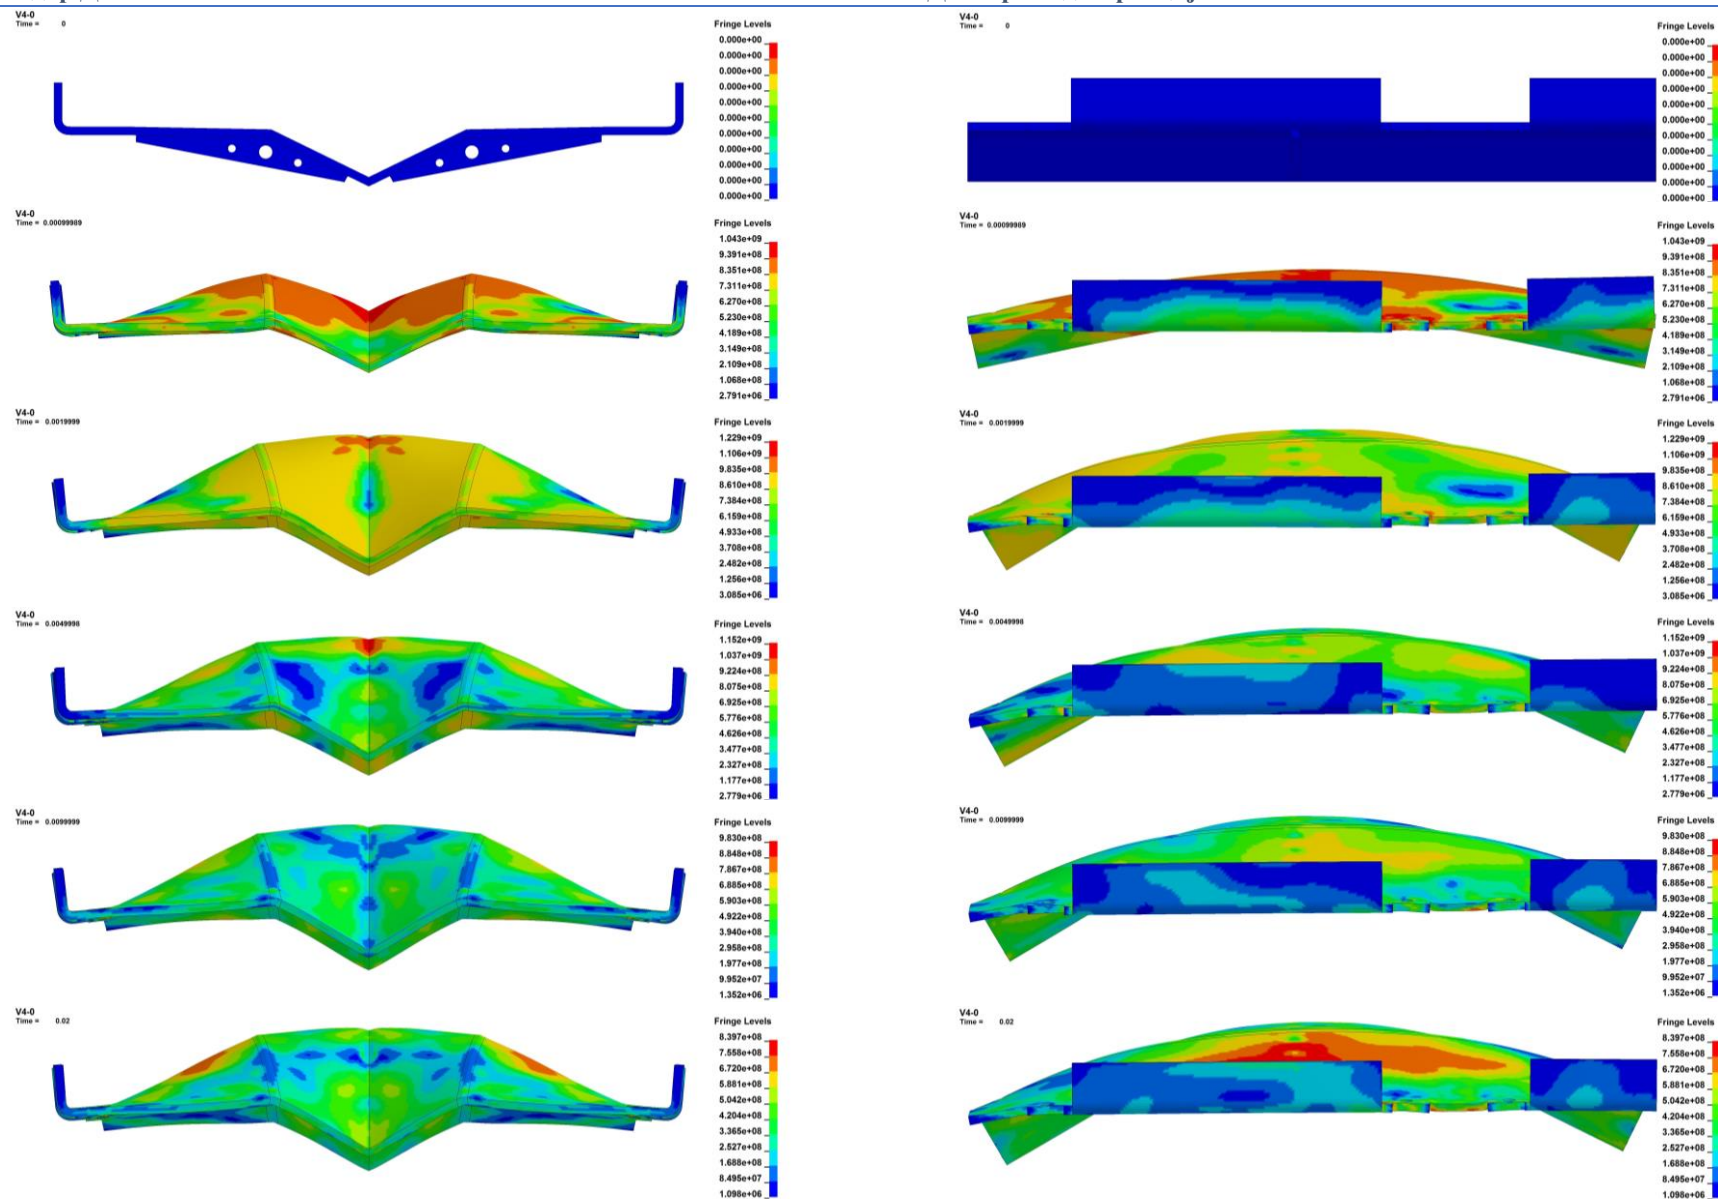 V4-0
Time = 0
Fringe Levels
0.000e+00
0.000e+00
0.000e+00
0.000e+00
0.000e+00
0.000e+00
0.000e+00
0.000e+00
0.000e+00
0.000e+00
0.000e+00
V4-0
Time = 0
Fringe Levels
0.000e+00
0.000e+00
0.000e+00
0.000e+00
0.000e+00
0.000e+00
0.000e+00
0.000e+00
0.000e+00
0.000e+00
0.000e+00
V4-0
Time = 0.00099989
Fringe Levels
1.043e+09
9.391e+08
8.351e+08
7.311e+08
6.270e+08
5.230e+08
4.189e+08
3.149e+08
2.109e+08
1.068e+08
2.791e+06
V4-0
Time = 0.00099989
Fringe Levels
1.043e+09
9.391e+08
8.351e+08
7.311e+08
6.270e+08
5.230e+08
4.189e+08
3.149e+08
2.109e+08
1.068e+08
2.791e+06
V4-0
Time = 0.0019999
Fringe Levels
1.229e+09
1.106e+09
9.835e+08
8.610e+08
7.384e+08
6.159e+08
4.933e+08
3.708e+08
2.482e+08
1.256e+08
3.085e+06
V4-0
Time = 0.0019999
Fringe Levels
1.229e+09
1.106e+09
9.835e+08
8.610e+08
7.384e+08
6.159e+08
4.933e+08
3.708e+08
2.482e+08
1.256e+08
3.085e+06
V4-0
Time = 0.0049998
Fringe Levels
1.152e+09
1.037e+09
9.224e+08
8.075e+08
6.925e+08
5.776e+08
4.626e+08
3.477e+08
2.327e+08
1.177e+08
2.779e+06
V4-0
Time = 0.0049998
Fringe Levels
1.152e+09
1.037e+09
9.224e+08
8.075e+08
6.925e+08
5.776e+08
4.626e+08
3.477e+08
2.327e+08
1.177e+08
2.779e+06
V4-0
Time = 0.0099999
Fringe Levels
9.830e+08
8.848e+08
7.867e+08
6.885e+08
5.903e+08
4.922e+08
3.940e+08
2.958e+08
1.977e+08
9.952e+07
1.352e+06
V4-0
Time = 0.0099999
Fringe Levels
9.830e+08
8.848e+08
7.867e+08
6.885e+08
5.903e+08
4.922e+08
3.940e+08
2.958e+08
1.977e+08
9.952e+07
1.352e+06
V4-0
Time = 0.02
Fringe Levels
8.397e+08
7.558e+08
6.720e+08
5.881e+08
5.042e+08
4.204e+08
3.365e+08
2.527e+08
1.688e+08
8.495e+07
1.098e+06
V4-0
Time = 0.02
Fringe Levels
8.397e+08
7.558e+08
6.720e+08
5.881e+08
5.042e+08
4.204e+08
3.365e+08
2.527e+08
1.688e+08
8.495e+07
1.098e+06